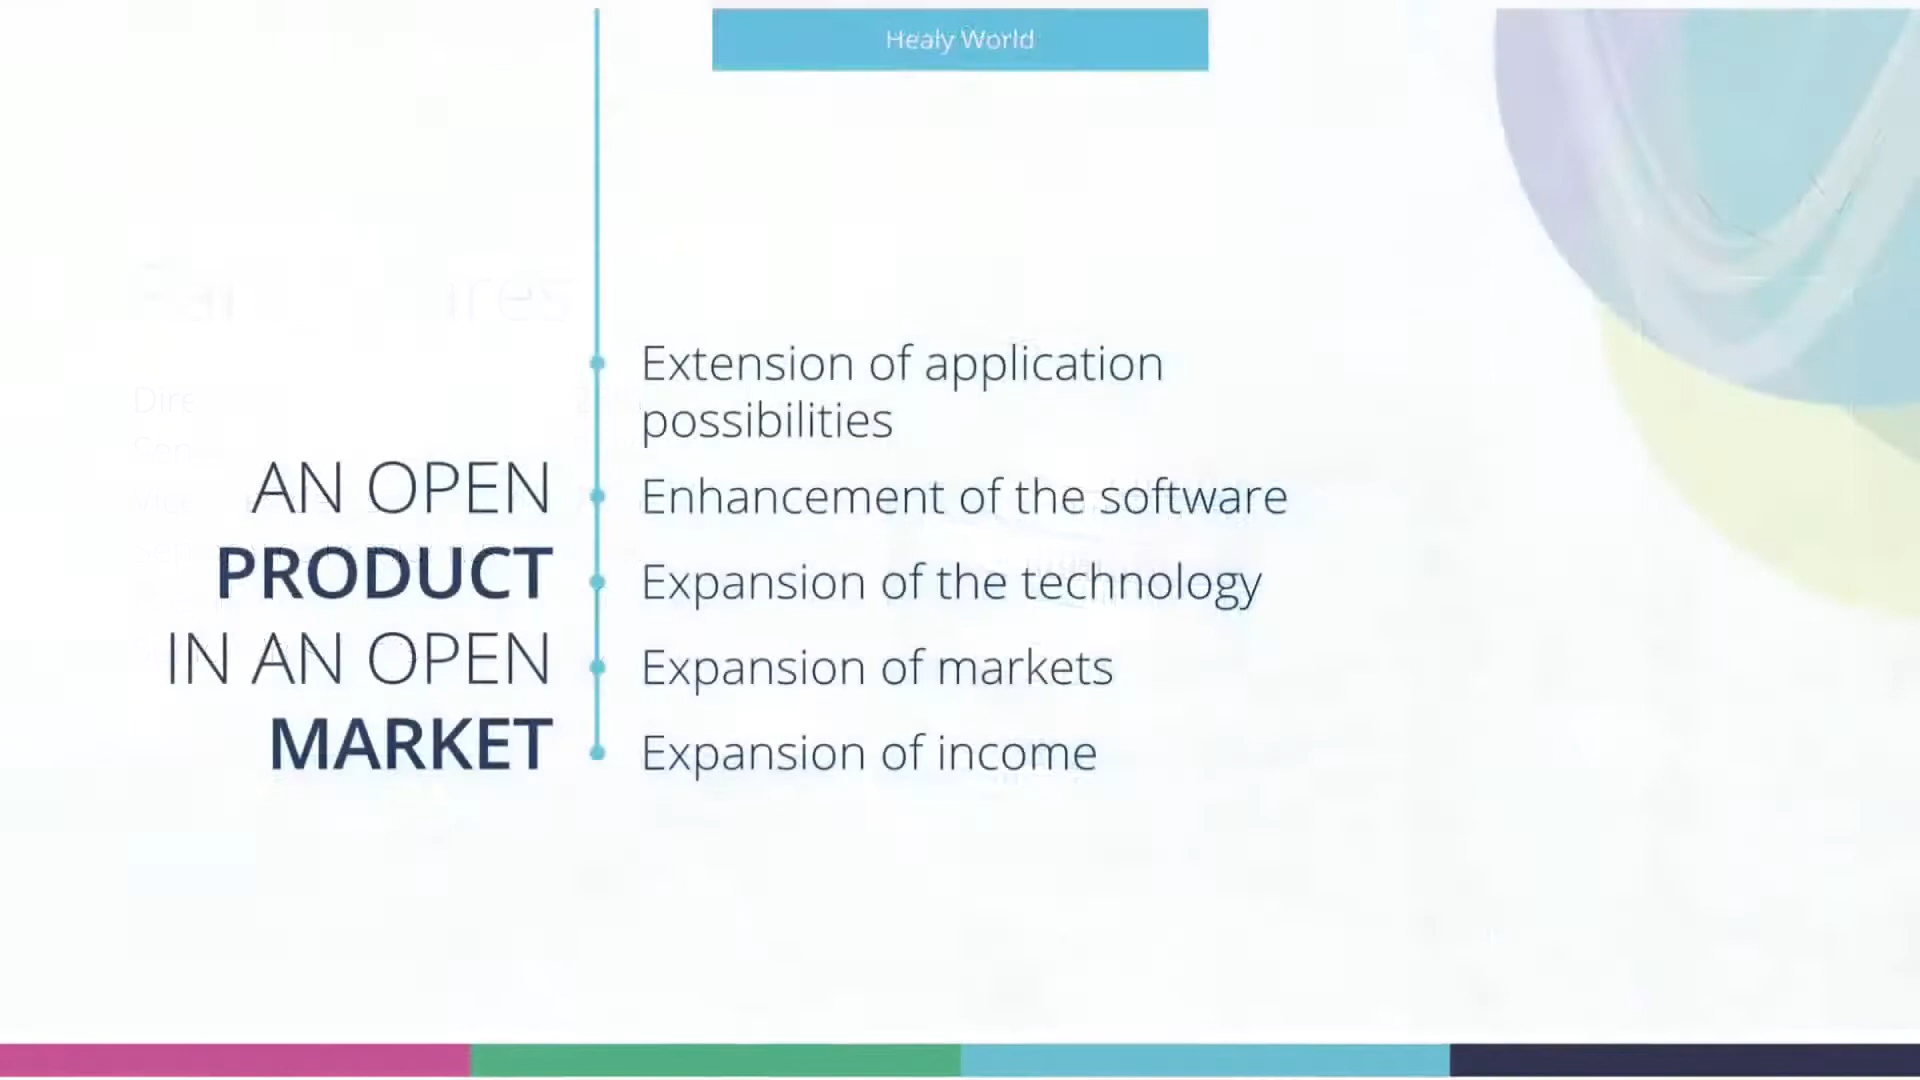 Healy World
AN OPEN
PRODUCT
IN AN OPEN
MARKET
Extension of application
possibilities
Enhancement of the software
Expansion of the technology
Expansion of markets
Expansion of income